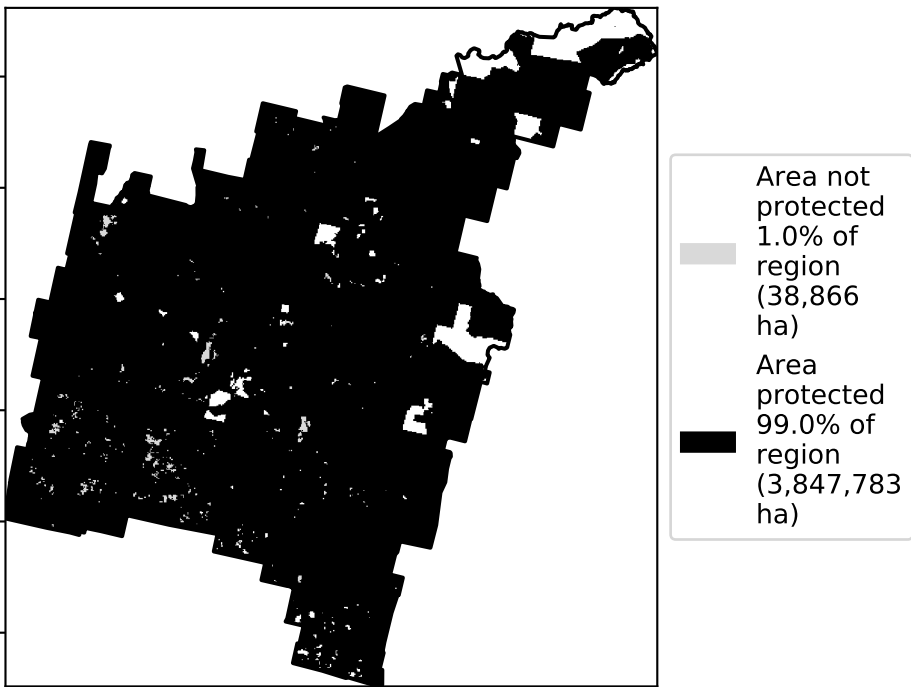 Area not
protected
1.0% of
region
(38,866
ha)
Area
protected
99.0% of
region
(3,847,783
ha)